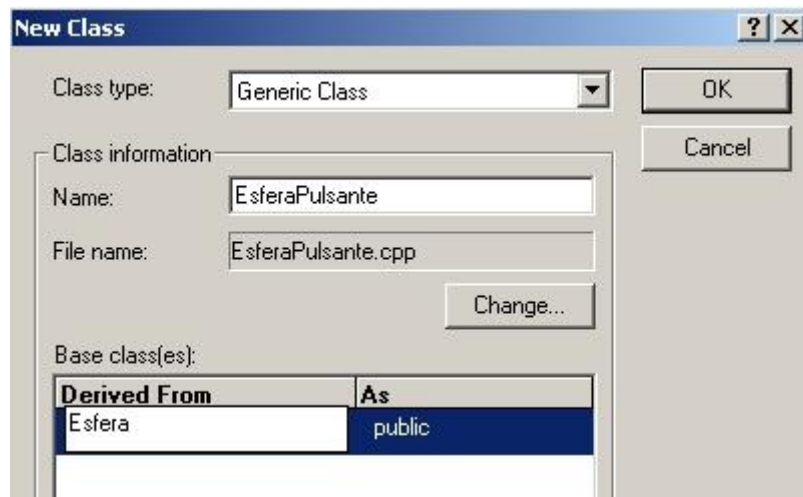 New Class
Class type:
Generic Class
OK
Cancel
Class information
Name:
EsferaPulsante
File name:
EsferaPulsante.cpp
Change...
Base class(es):
Derived From
As
Esfera
public